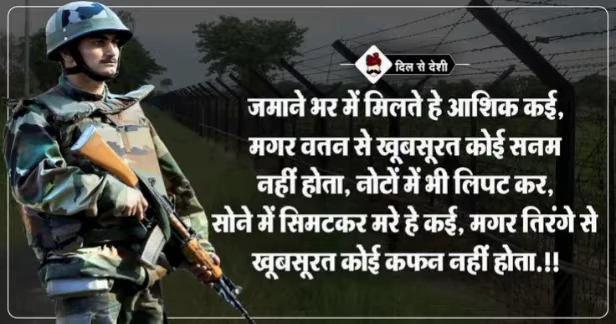 दिल से देशी
जमाने भर में मिलते हे आशिक कई,
मगर वतन से खूबसूरत कोई सनम
नहीं होता, नोटों में भी लिपट कर,
सोने में सिमटकर मरे हे कई, मगर तिरंगे से
खूबसूरत कोई कफन नहीं होता.!!